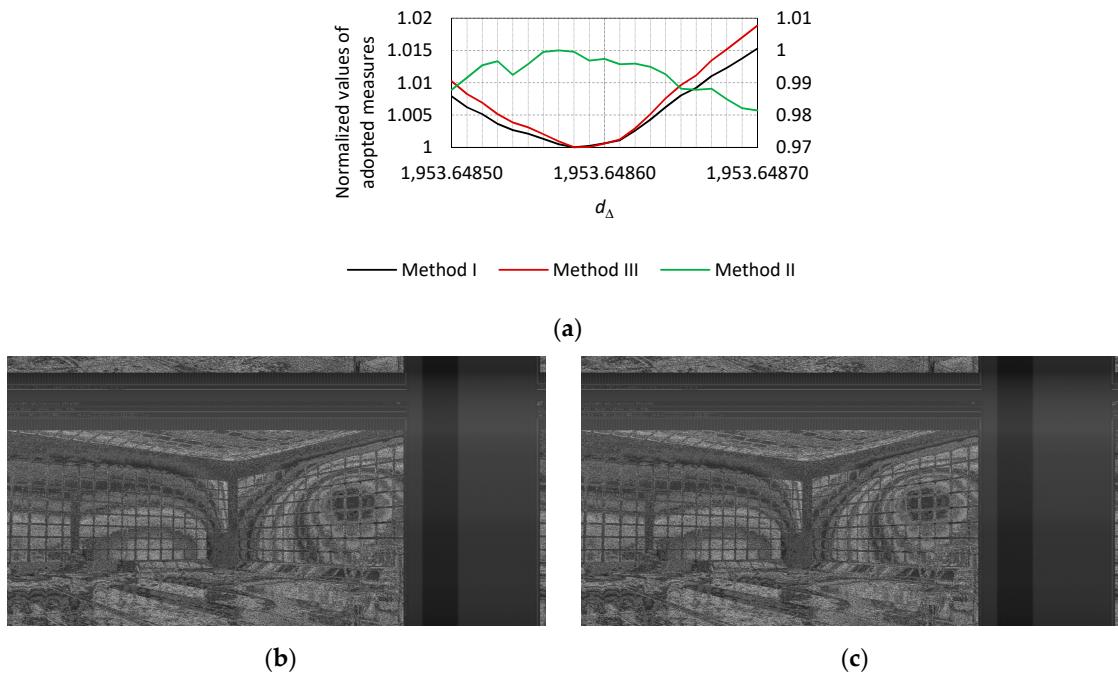 Normalized values of
adopted measures
1.02
1.015
1.01
1.005
1
1.01
1
0.99
0.98
0.97
1,953.64850
1,953.64860
1,953.64870
dΔ
Method I
Method III
Method II
(a)
(b)
(c)